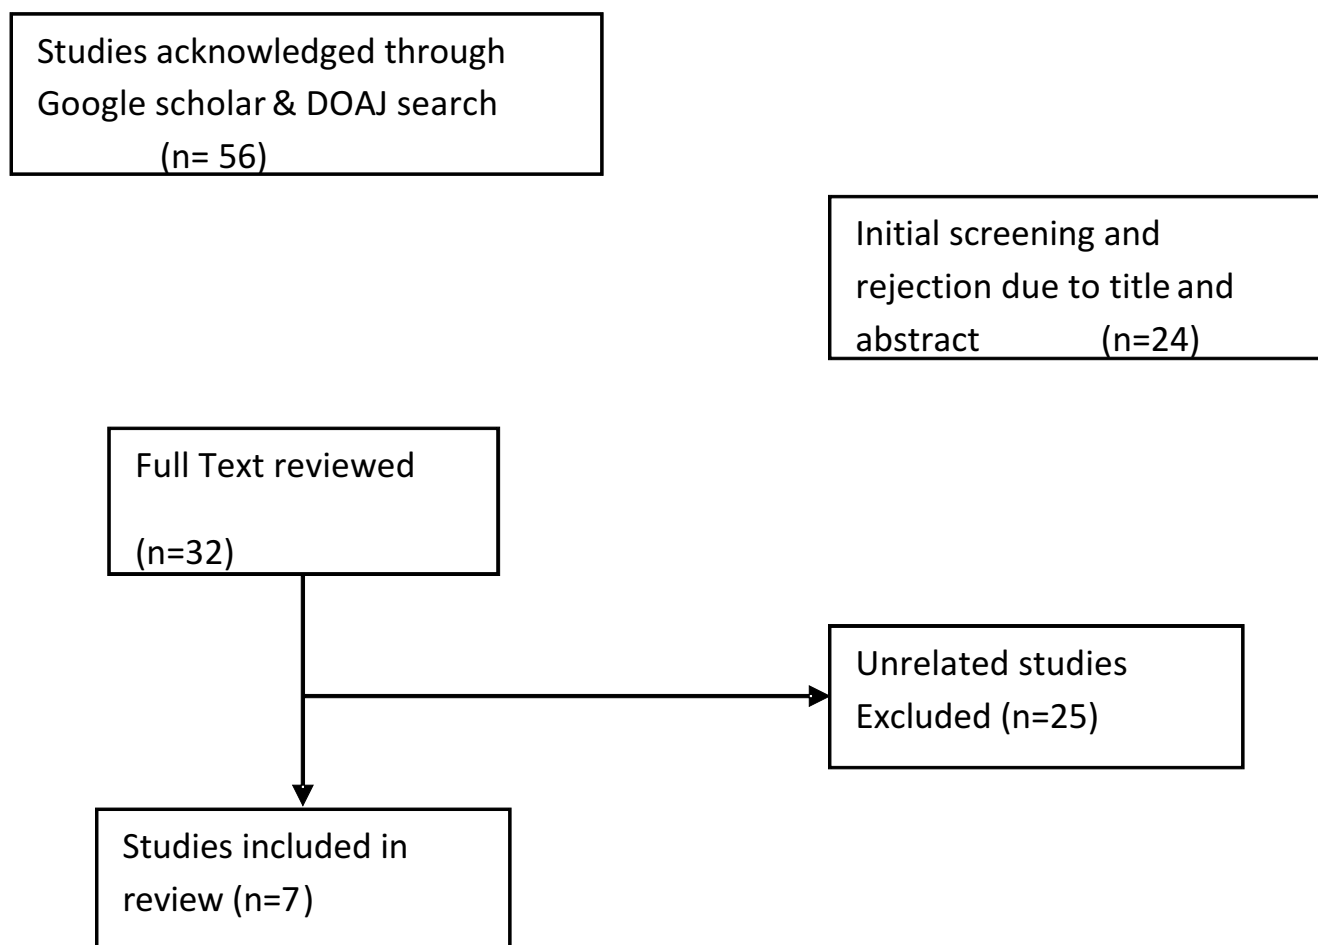 Studies acknowledged through
Google scholar & DOAJ search
(n= 56)
Initial screening and
rejection due to title and
abstract (n=24)
Full Text reviewed
(n=32)
Unrelated studies
Excluded (n=25)
Studies included in
review (n=7)